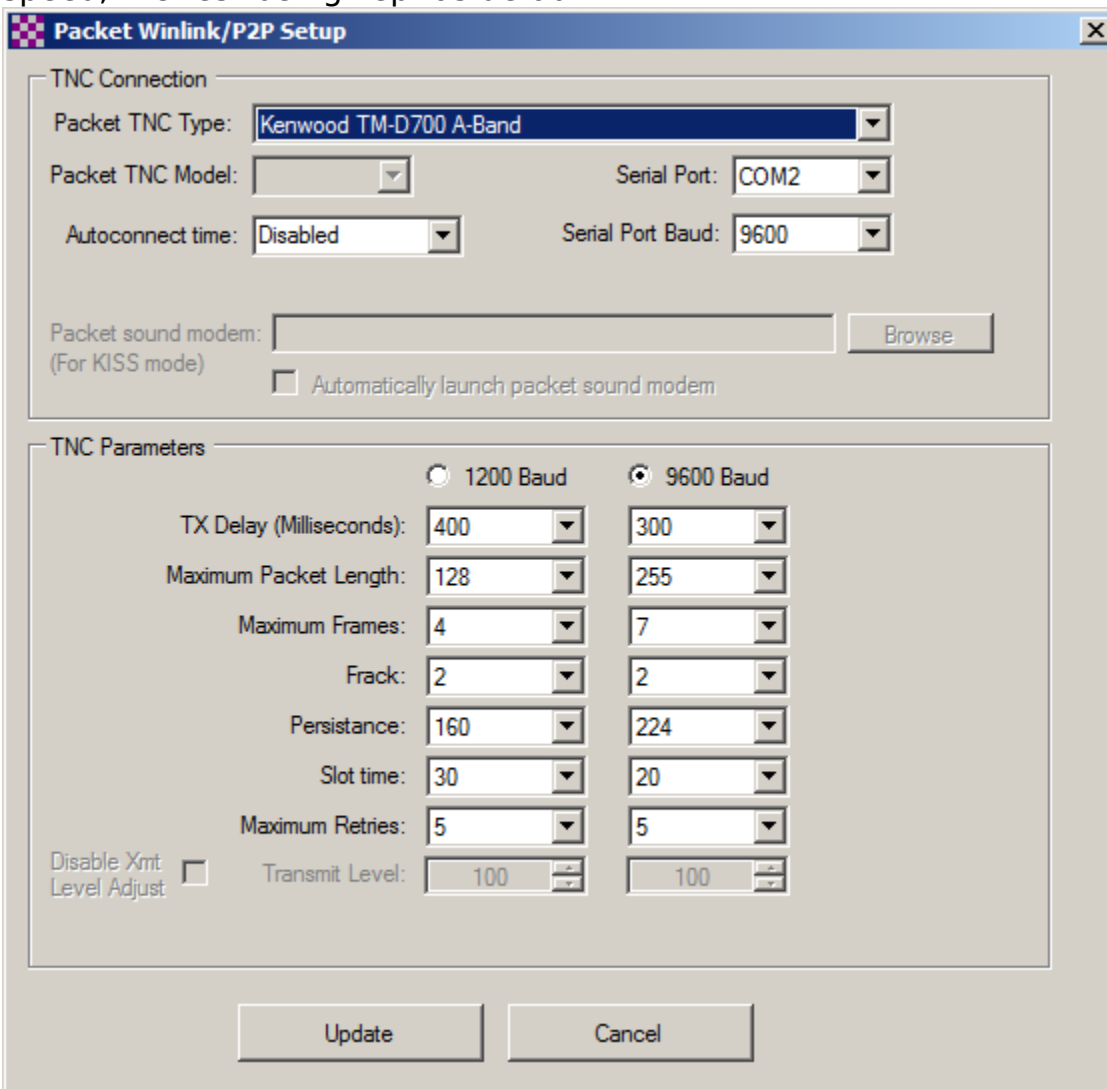 Packet Winlink/P2P Setup
TNC Connection
Packet TNC Type: Kenwood TM-D700 A-Band
Packet TNC Model: Serial Port: COM2
Autoconnect time: Disabled Serial Port Baud: 9600
Packet sound modem: Browse
(For KISS mode)
Automatically launch packet sound modem
TNC Parameters
1200 Baud 9600 Baud
TX Delay (Milliseconds): 400 300
Maximum Packet Length: 128 255
Maximum Frames: 4 7
Frack: 2 2
Persistance: 160 224
Slot time: 30 20
Maximum Retries: 5 5
Disable Xmt
Level Adjust Transmit Level: 100 100
Update Cancel